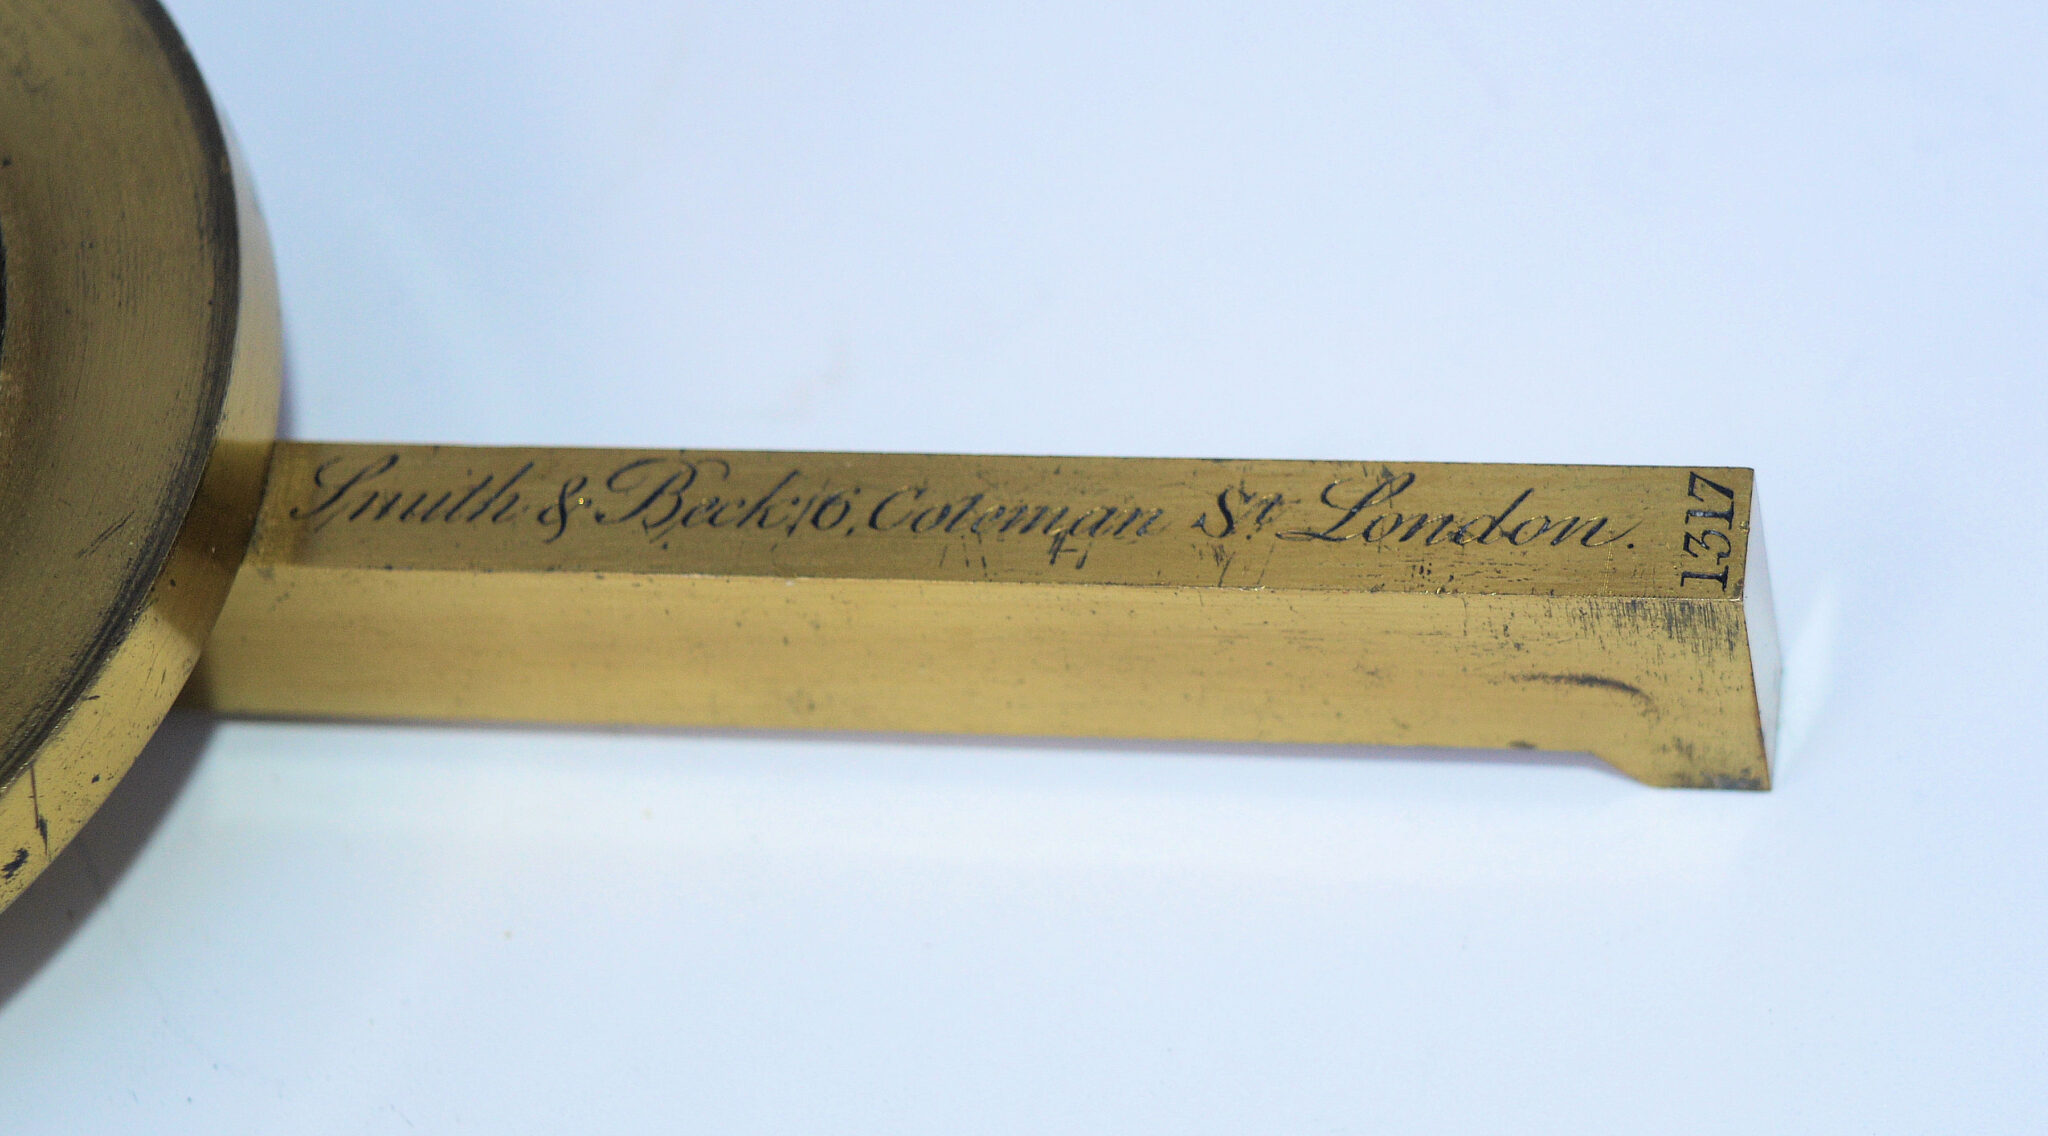 Smith & Beck, 6, Coleman St. London.
1317